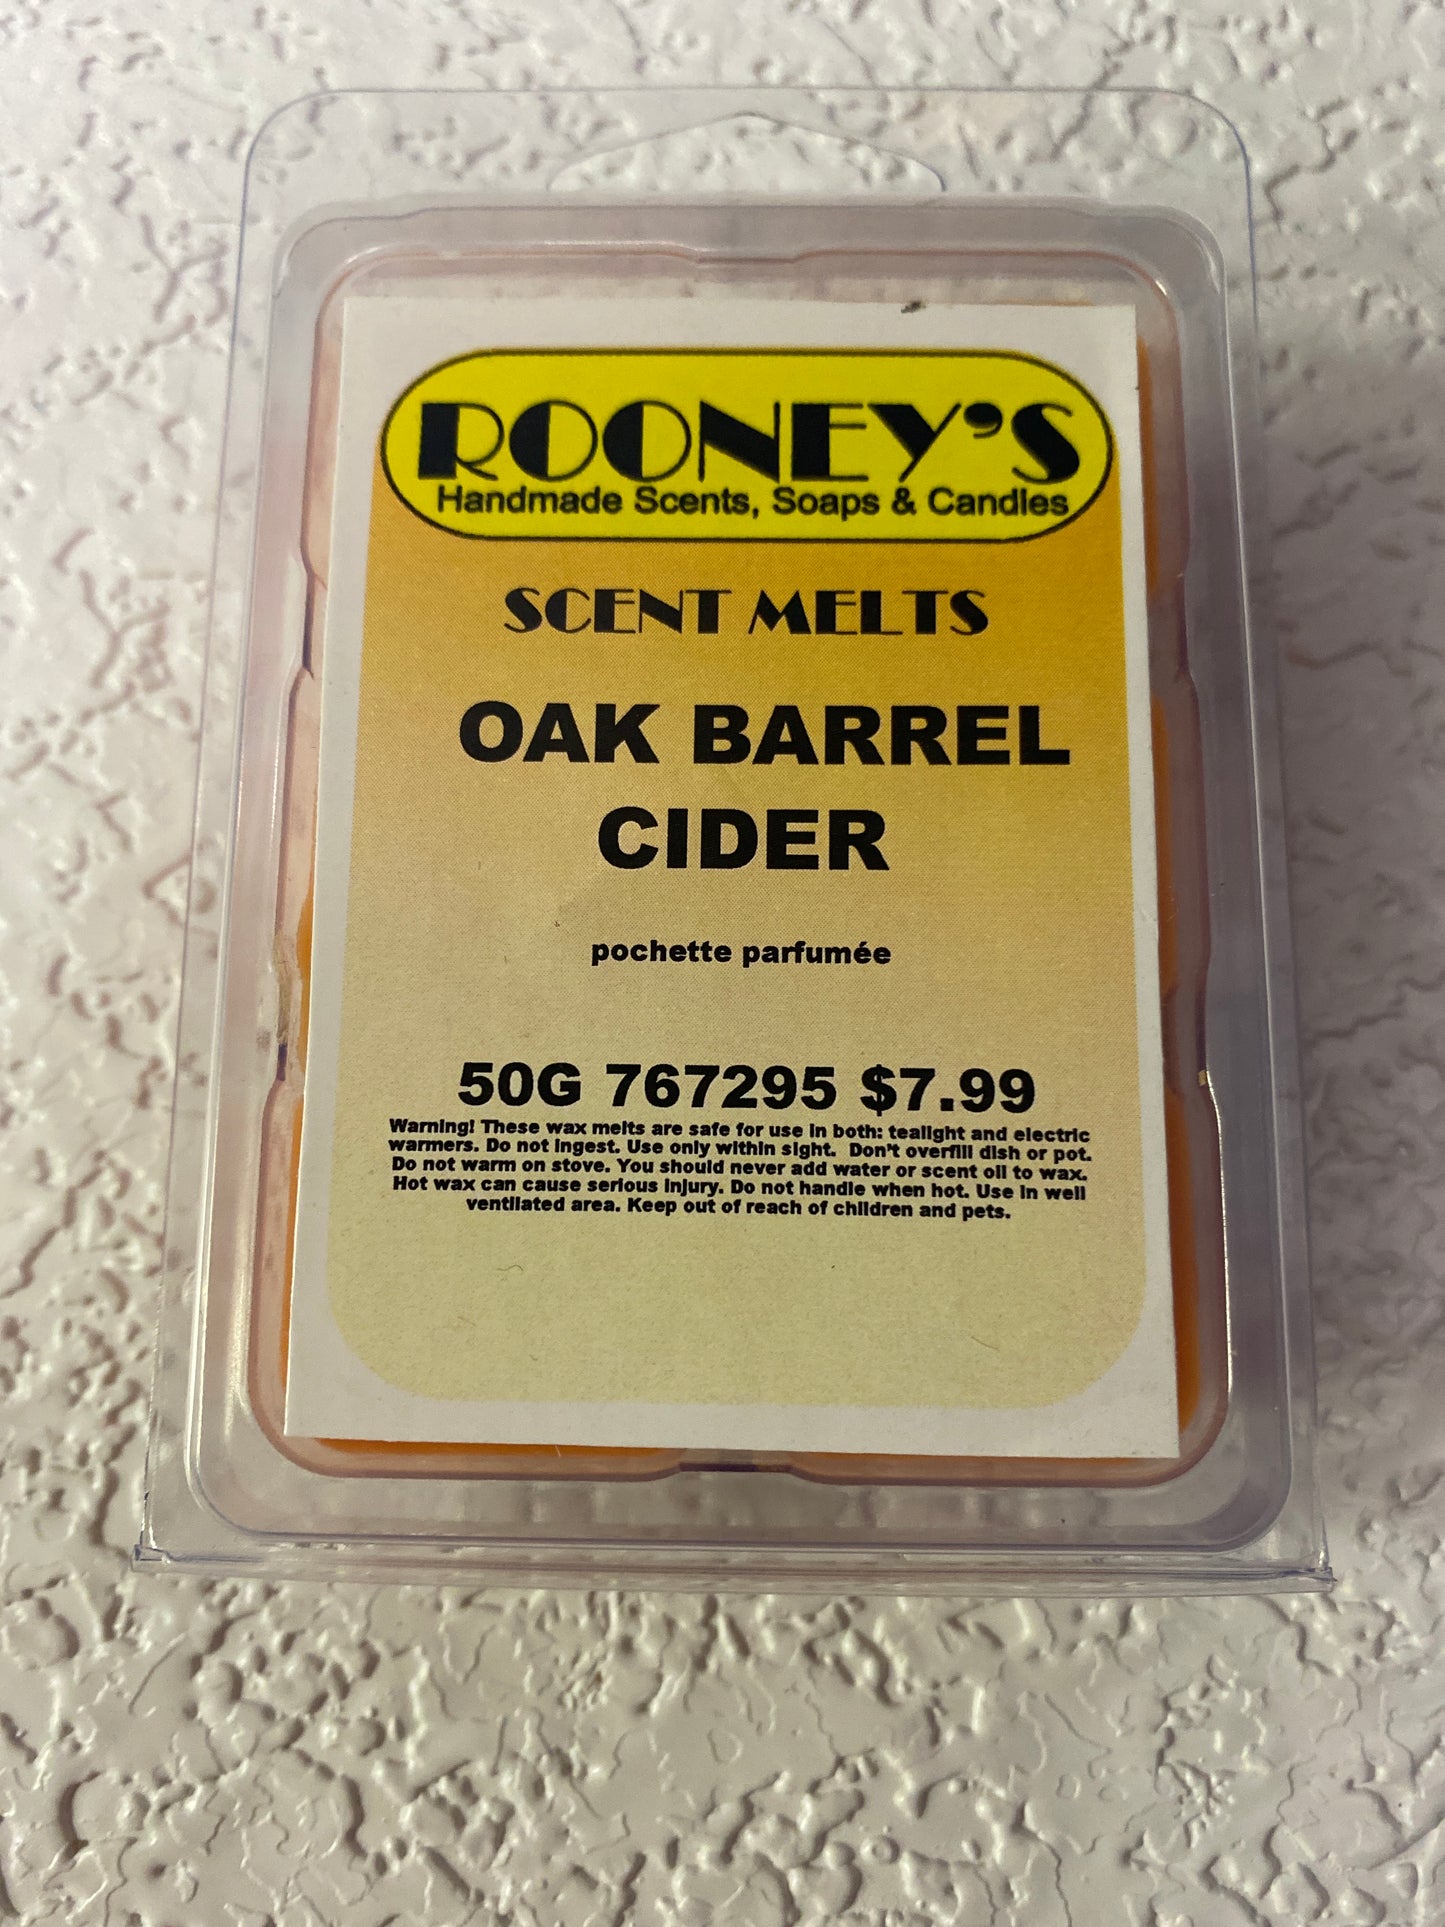 ROONEY'S
Handmade Scents, Soaps & Candles
SCENT MELTS
OAK BARREL
CIDER
pochette parfumée
50G 767295 $7.99
Warning! These wax melts are safe for use in both: tealight and electric
warmers. Do not ingest. Use only within sight. Don't overfill dish or pot.
Do not warm on stove. You should never add water or scent oil to wax.
Hot wax can cause serious injury. Do not handle when hot. Use in well
ventilated area. Keep out of reach of children and pets.